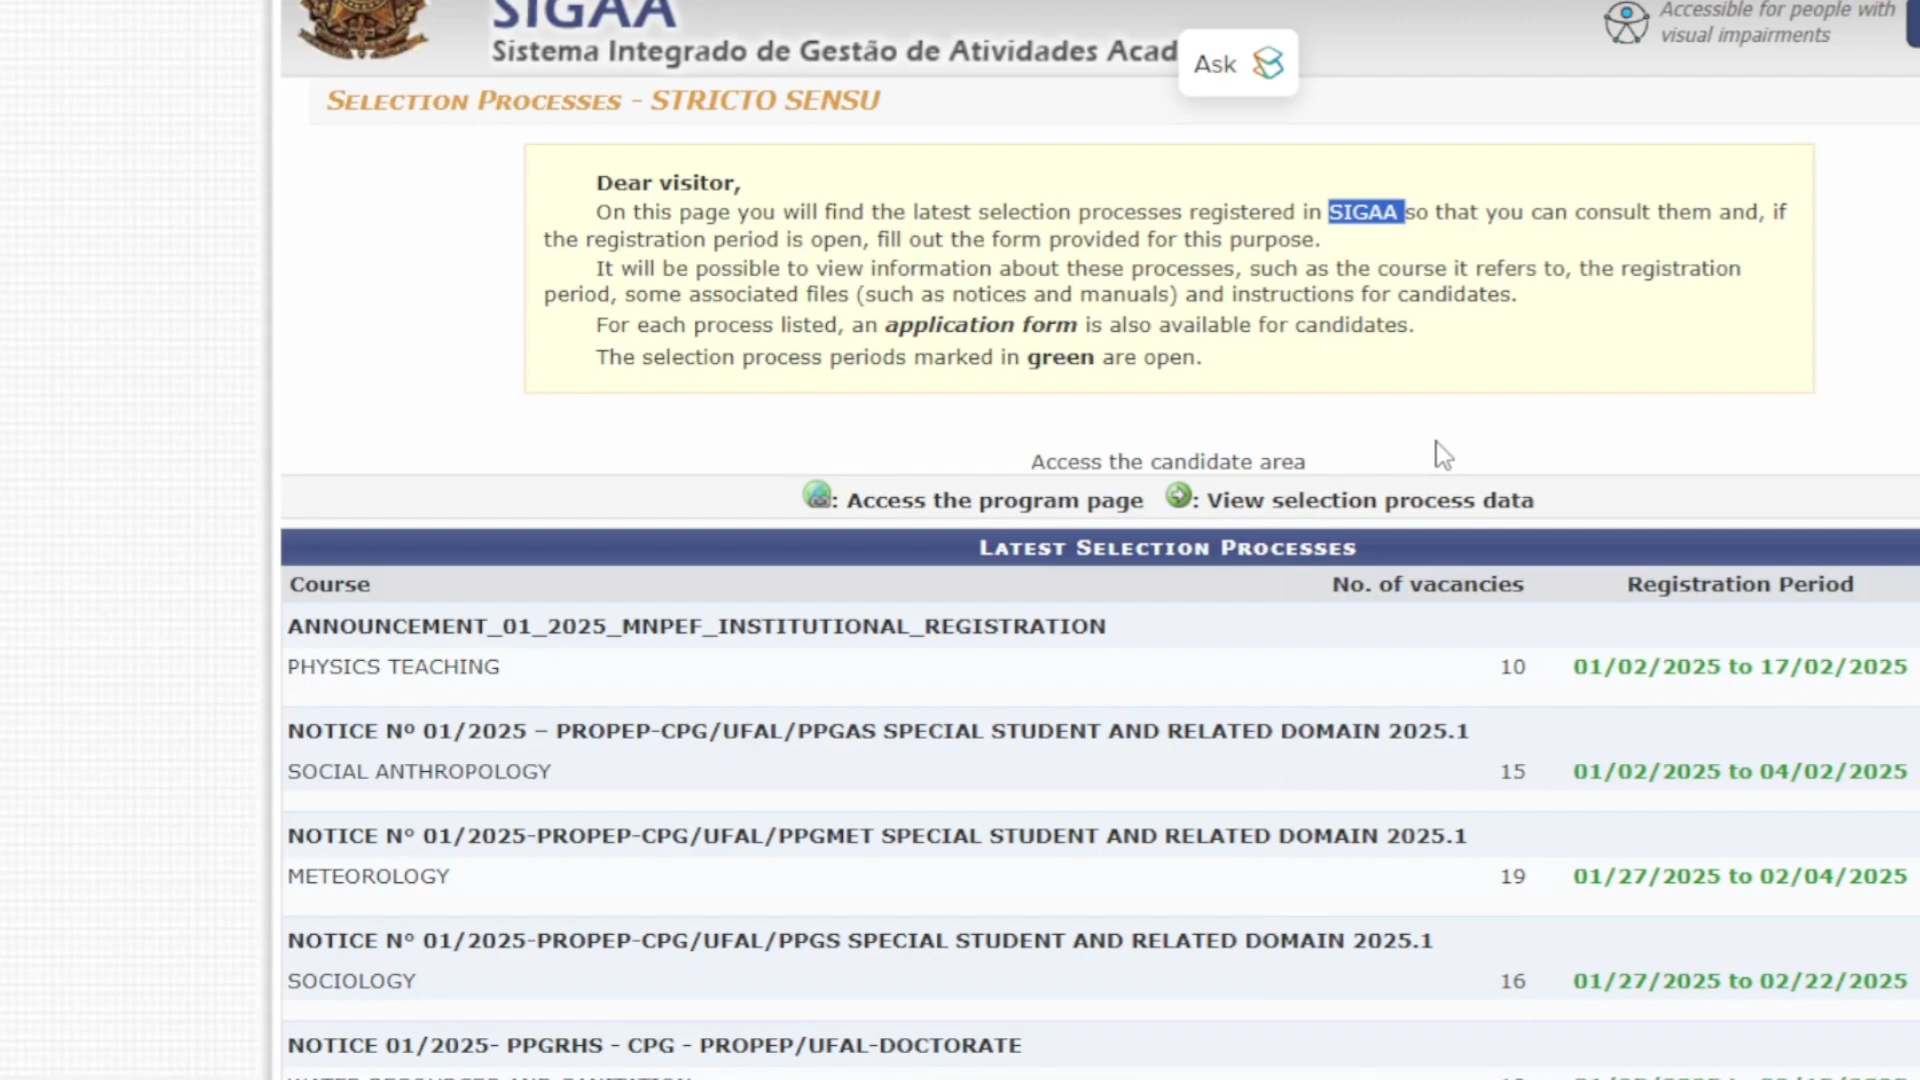 SIGAA
Accessible for people with
visual impairments
Sistema Integrado de Gestão de Atividades Acad
Ask
SELECTION PROCESSES - STRICTO SENSU
Dear visitor,
On this page you will find the latest selection processes registered in SIGAA so that you can consult them and, if
the registration period is open, fill out the form provided for this purpose.
It will be possible to view information about these processes, such as the course it refers to, the registration
period, some associated files (such as notices and manuals) and instructions for candidates.
For each process listed, an application form is also available for candidates.
The selection process periods marked in green are open.
Access the candidate area
: Access the program page : View selection process data
LATEST SELECTION PROCESSES
Course No. of vacancies Registration Period
ANNOUNCEMENT_01_2025_MNPEF_INSTITUTIONAL_REGISTRATION
PHYSICS TEACHING 10 01/02/2025 to 17/02/2025
NOTICE Nº 01/2025 – PROPEP-CPG/UFAL/PPGAS SPECIAL STUDENT AND RELATED DOMAIN 2025.1
SOCIAL ANTHROPOLOGY 15 01/02/2025 to 04/02/2025
NOTICE N° 01/2025-PROPEP-CPG/UFAL/PPGMET SPECIAL STUDENT AND RELATED DOMAIN 2025.1
METEOROLOGY 19 01/27/2025 to 02/04/2025
NOTICE N° 01/2025-PROPEP-CPG/UFAL/PPGS SPECIAL STUDENT AND RELATED DOMAIN 2025.1
SOCIOLOGY 16 01/27/2025 to 02/22/2025
NOTICE 01/2025- PPGRHS - CPG - PROPEP/UFAL-DOCTORATE